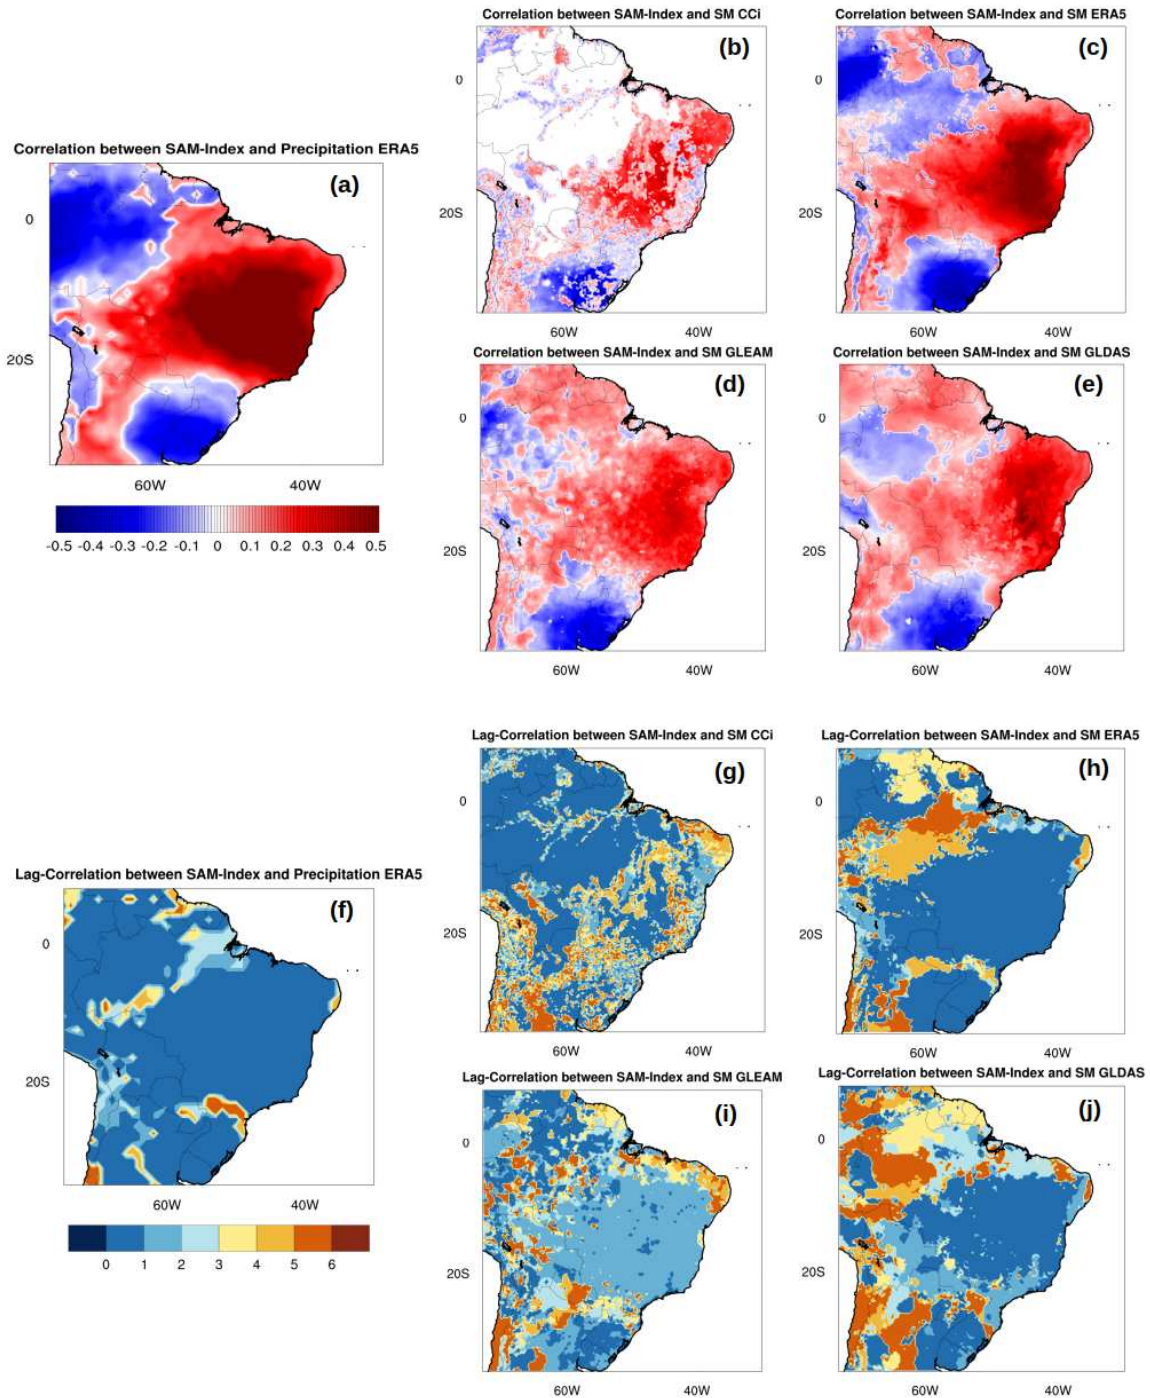 Correlation between SAM-Index and SM CCi
(b)
0
20S
60W 40W
Correlation between SAM-Index and SM ERA5
(c)
0
20S
60W 40W
Correlation between SAM-Index and Precipitation ERA5
(a)
0
20S
60W 40W
-0.5 -0.4 -0.3 -0.2 -0.1 0 0.1 0.2 0.3 0.4 0.5
Correlation between SAM-Index and SM GLEAM
(d)
0
20S
60W 40W
Correlation between SAM-Index and SM GLDAS
(e)
0
20S
60W 40W
Lag-Correlation between SAM-Index and SM CCi
(g)
0
20S
60W 40W
Lag-Correlation between SAM-Index and SM ERA5
(h)
0
20S
60W 40W
Lag-Correlation between SAM-Index and Precipitation ERA5
(f)
0
20S
60W 40W
0 1 2 3 4 5 6
Lag-Correlation between SAM-Index and SM GLEAM
(i)
0
20S
60W 40W
Lag-Correlation between SAM-Index and SM GLDAS
(j)
0
20S
60W 40W